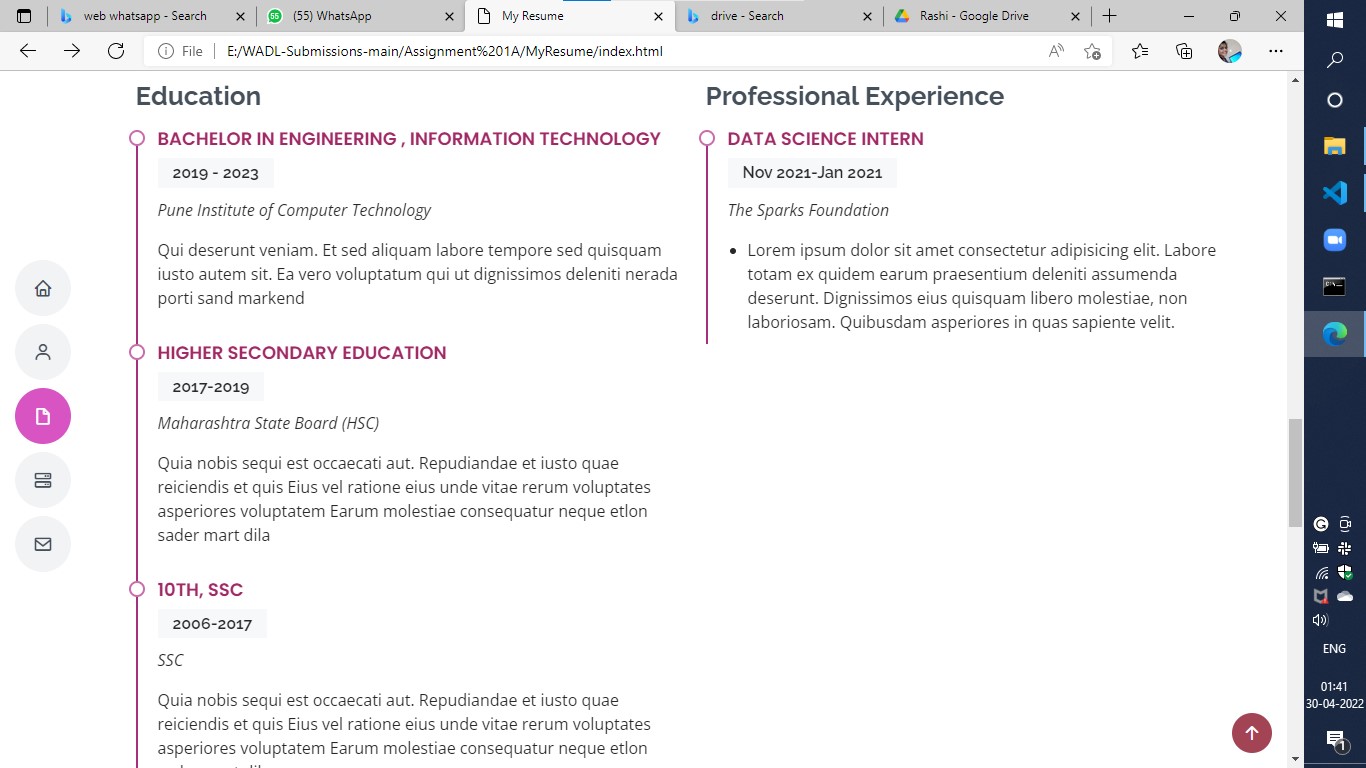 web whatsapp - Search
(55) WhatsApp
My Resume
drive - Search
Rashi - Google Drive
File
E:/WADL-Submissions-main/Assignment%201A/MyResume/index.html
Education
BACHELOR IN ENGINEERING , INFORMATION TECHNOLOGY
2019 - 2023
Pune Institute of Computer Technology
Qui deserunt veniam. Et sed aliquam labore tempore sed quisquam
iusto autem sit. Ea vero voluptatum qui ut dignissimos deleniti nerada
porti sand markend
HIGHER SECONDARY EDUCATION
2017-2019
Maharashtra State Board (HSC)
Quia nobis sequi est occaecati aut. Repudiandae et iusto quae
reiciendis et quis Eius vel ratione eius unde vitae rerum voluptates
asperiores voluptatem Earum molestiae consequatur neque etlon
sader mart dila
10TH, SSC
2006-2017
SSC
Quia nobis sequi est occaecati aut. Repudiandae et iusto quae
reiciendis et quis Eius vel ratione eius unde vitae rerum voluptates
asperiores voluptatem Earum molestiae consequatur neque etlon
Professional Experience
DATA SCIENCE INTERN
Nov 2021-Jan 2021
The Sparks Foundation
Lorem ipsum dolor sit amet consectetur adipisicing elit. Labore
totam ex quidem earum praesentium deleniti assumenda
deserunt. Dignissimos eius quisquam libero molestiae, non
laboriosam. Quibusdam asperiores in quas sapiente velit.
ENG
01:41
30-04-2022
1